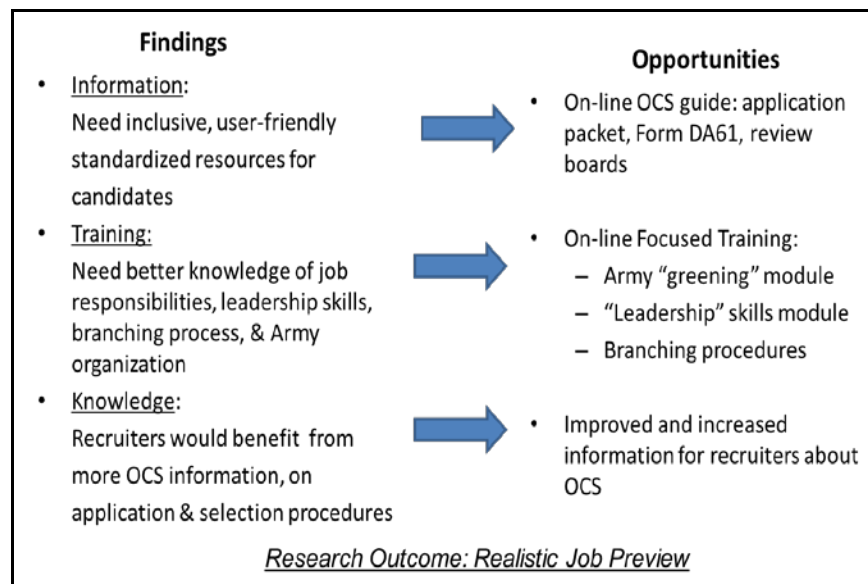 Findings
• Information:
Need inclusive, user-friendly
standardized resources for
candidates
• Training:
Need better knowledge of job
responsibilities, leadership skills,
branching process, & Army
organization
• Knowledge:
Recruiters would benefit from
more OCS information, on
application & selection procedures
Opportunities
• On-line OCS guide: application
packet, Form DA61, review
boards
• On-line Focused Training:
– Army “greening” module
– “Leadership” skills module
– Branching procedures
• Improved and increased
information for recruiters about
OCS
Research Outcome: Realistic Job Preview